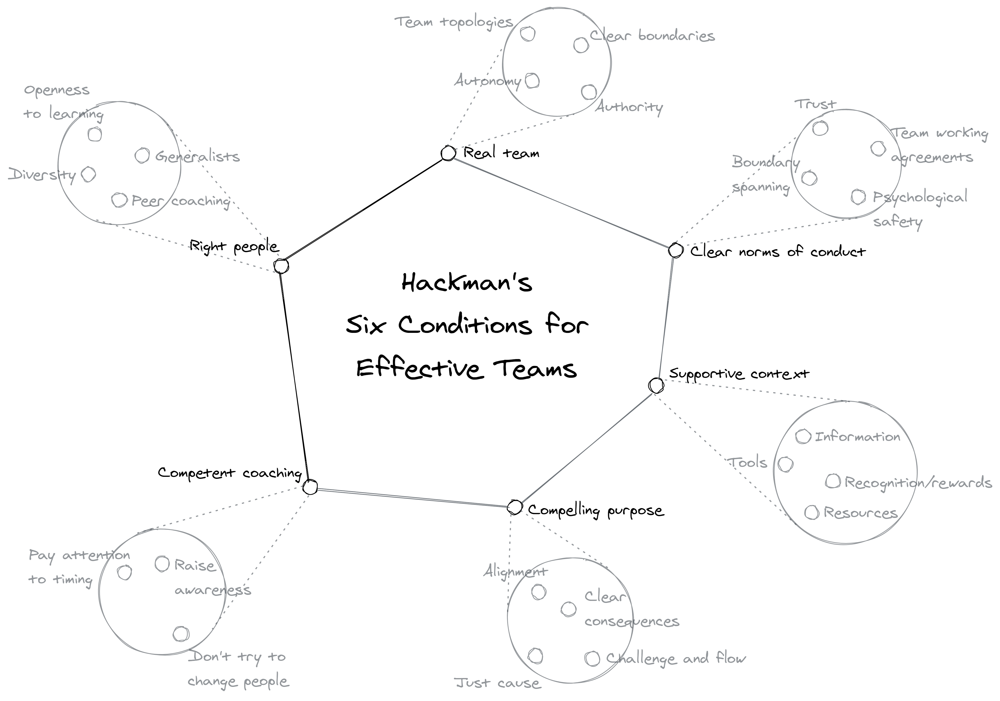 Team topologies
Clear boundaries
Autonomy
Authority
Openness
to learning
Generalists
Diversity
Peer coaching
Trust
Team working
agreements
Boundary
spanning
Psychological
safety
Real team
Right people
Clear norms of conduct
Hackman's
Six Conditions for
Effective Teams
Supportive context
Information
Tools
Recognition/rewards
Resources
Competent coaching
Compelling purpose
Pay attention
to timing
Raise
awareness
Don't try to
change people
Alignment
Clear
consequences
Challenge and flow
Just cause